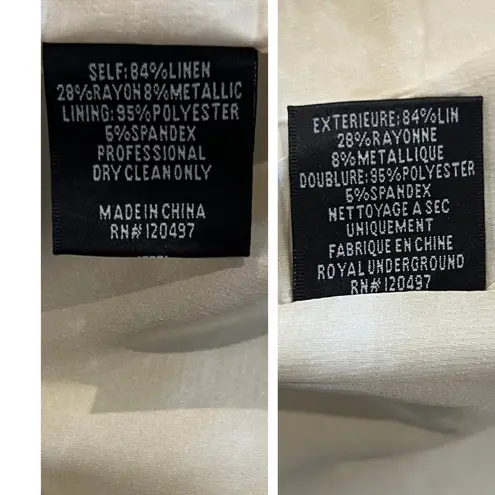 SELF:84%LINEN
28%RAYON8%METALLIC
LINING:95%POLYESTER
5%SPANDEX
PROFESSIONAL
DRY CLEAN ONLY
MADE IN CHINA
RN#120497
EXTERIEURE:84%LIN
28%RAYONNE
8%METALLIQUE
DOUBLURE:95%POLYESTER
5%SPANDEX
NETTOYAGE A SEC
UNIQUEMENT
FABRIQUE EN CHINE
ROYAL UNDERGROUND
RN#120497